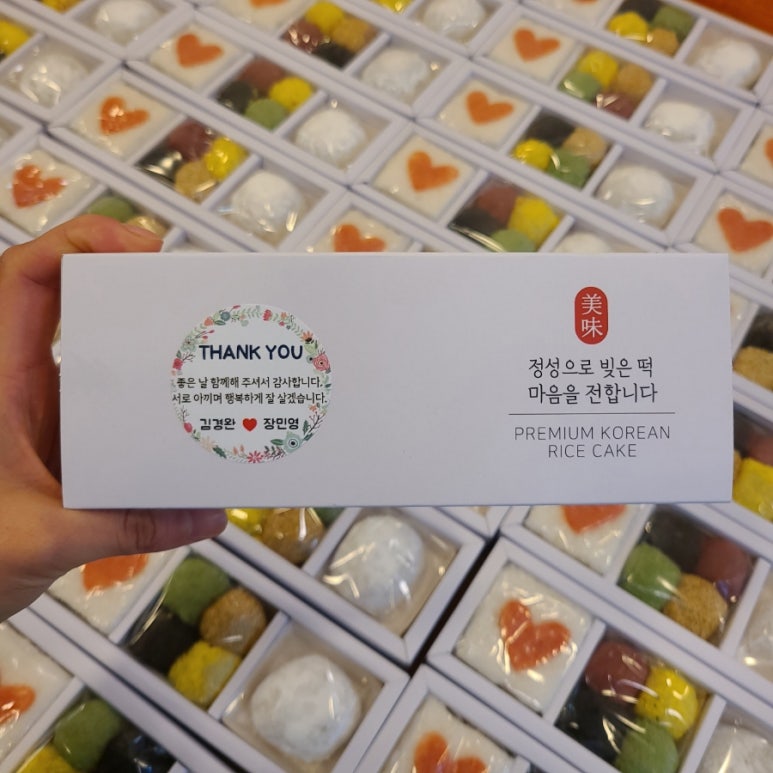 THANK YOU
좋은 날 함께해 주셔서 감사합니다.
서로 아끼며 행복하게 잘 살겠습니다.
김경완 ❤ 장민영
美
味
정성으로 빚은 떡
마음을 전합니다
PREMIUM KOREAN
RICE CAKE